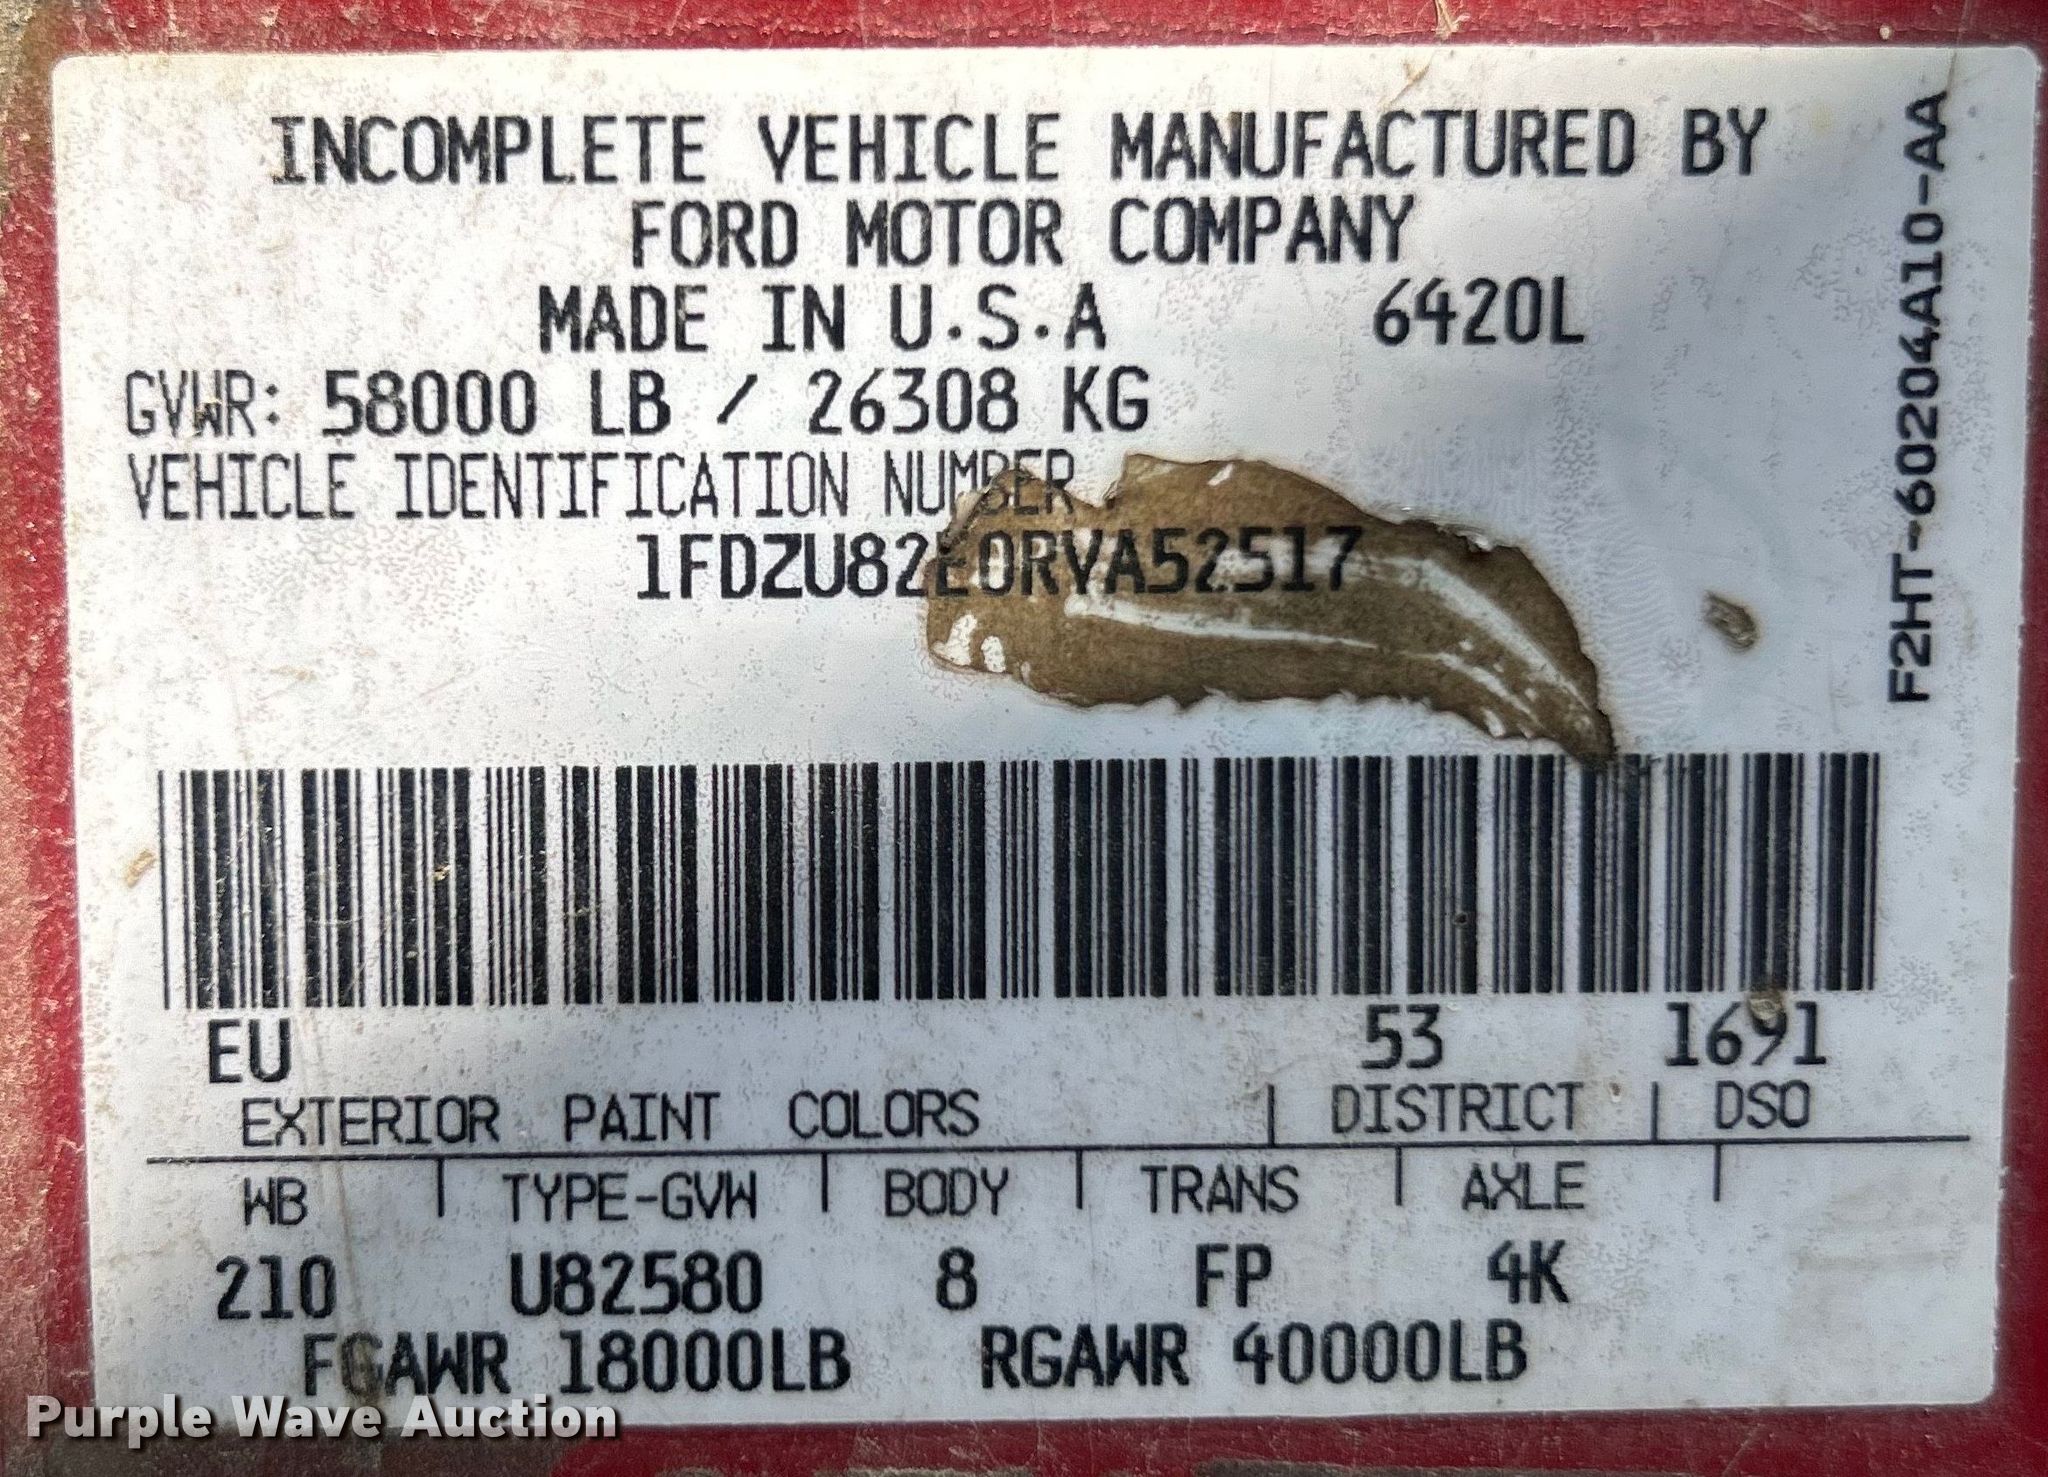 INCOMPLETE VEHICLE MANUFACTURED BY
FORD MOTOR COMPANY
MADE IN U.S.A 6420L
GVWR: 58000 LB / 26308 KG
VEHICLE IDENTIFICATION NUMBER
1FDZU82E0RVA52517
F2HT-60204A10-AA
EU 53 1691
EXTERIOR PAINT COLORS | DISTRICT | DSO
WB | TYPE-GVW | BODY | TRANS | AXLE |
210 U82580 8 FP 4K
FGAWR 18000LB RGAWR 40000LB
Purple Wave Auction